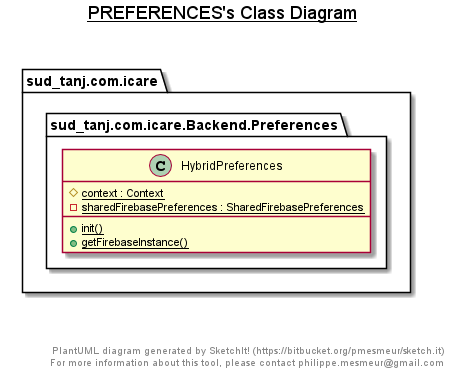 PREFERENCES's Class Diagram
sud_tanj.com.icare
sud_tanj.com.icare.Backend.Preferences
C HybridPreferences
context : Context
sharedFirebasePreferences : SharedFirebasePreferences
init()
getFirebaseInstance()
PlantUML diagram generated by SketchIt! (https://bitbucket.org/pmesmeur/sketch.it)
For more information about this tool, please contact philippe.mesmeur@gmail.com